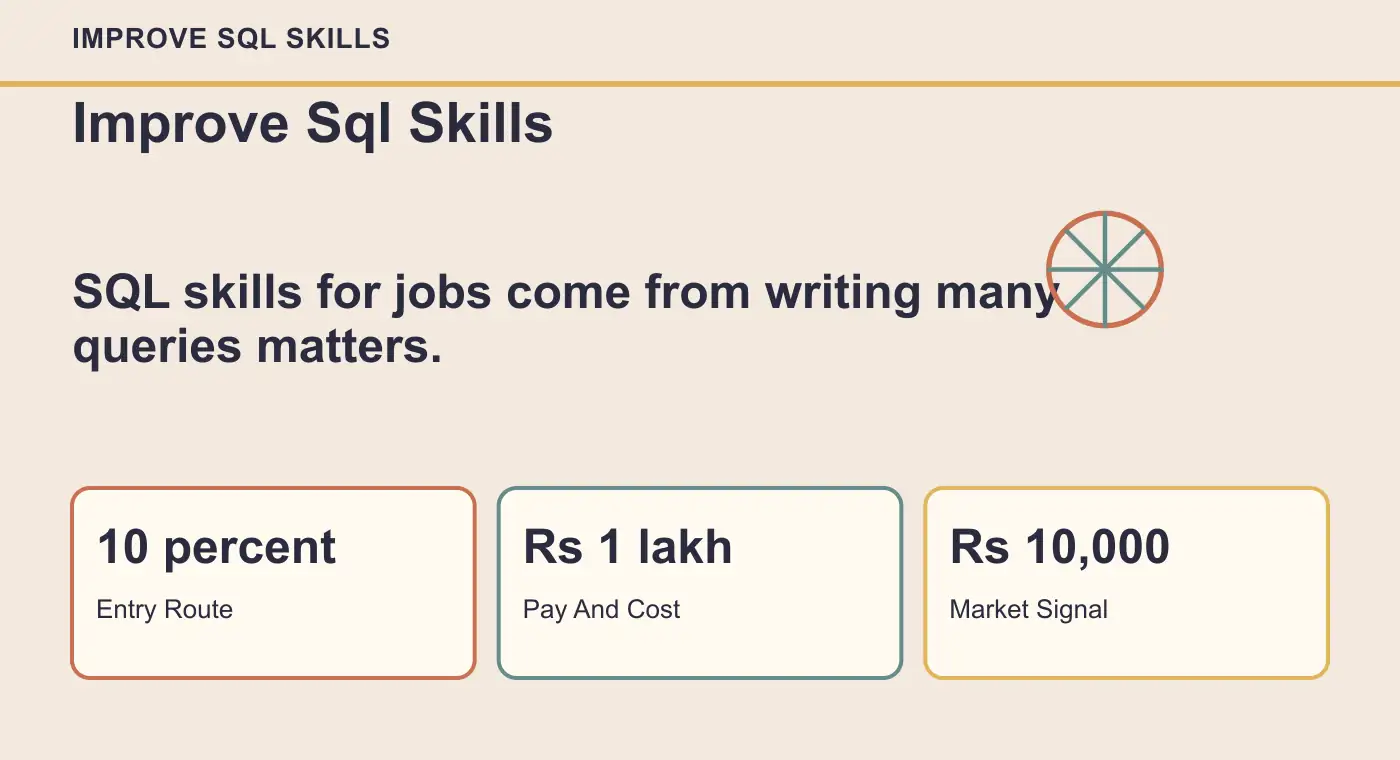 IMPROVE SQL SKILLS
Improve Sql Skills
SQL skills for jobs come from writing many
queries matters.
10 percent
Entry Route
Rs 1 lakh
Pay And Cost
Rs 10,000
Market Signal